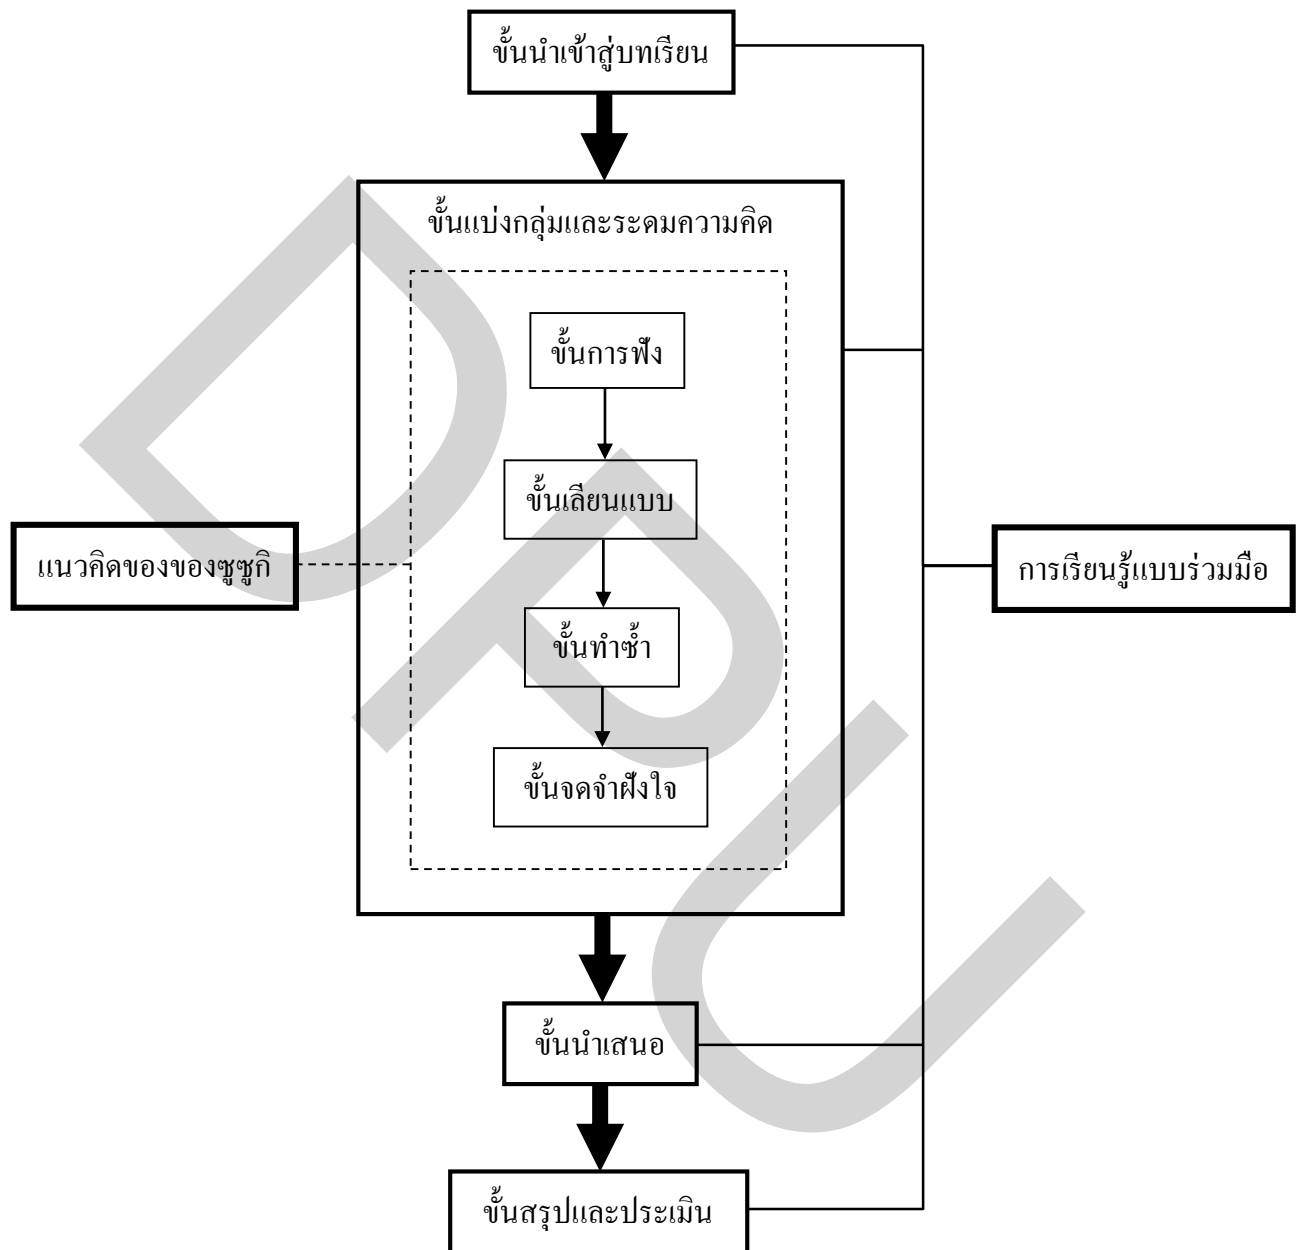 ขั้นนำเข้าสู่บทเรียน
ขั้นแบ่งกลุ่มและระดมความคิด
ขั้นการฟัง
ขั้นเลียนแบบ
แนวคิดของของซูซูกิ
การเรียนรู้แบบร่วมมือ
ขั้นทำซ้ำ
ขั้นจดจำฝังใจ
ขั้นนำเสนอ
ขั้นสรุปและประเมิน
DPU